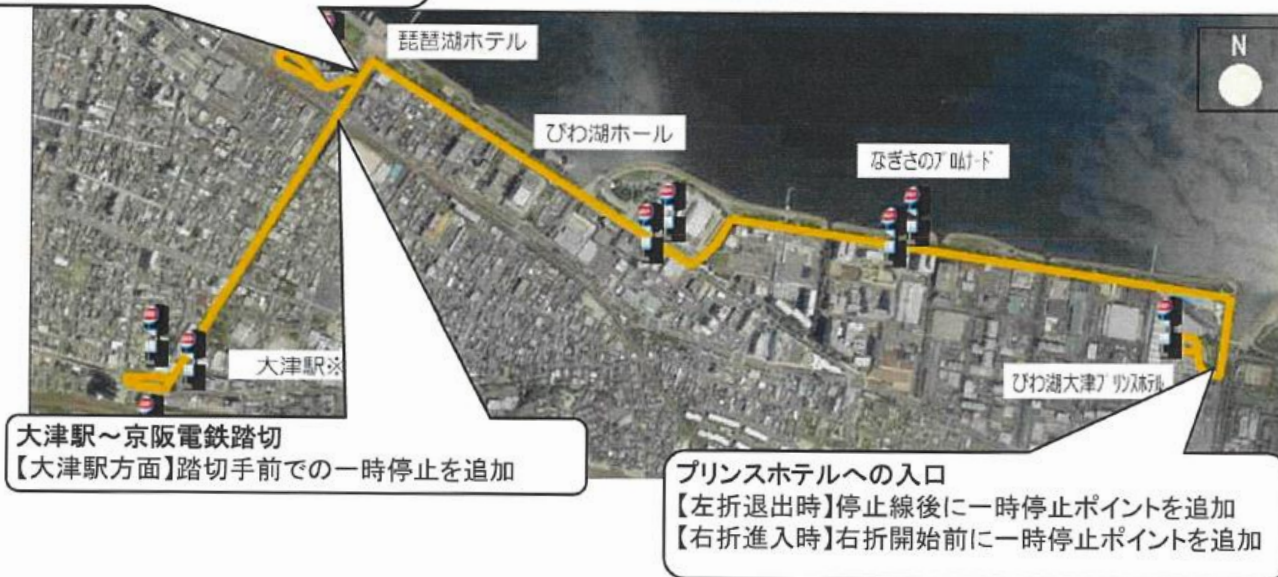 琵琶湖ホテル
N
びわ湖ホール
なぎさのプロムナード
大津駅※
びわ湖大津プリンスホテル
大津駅～京阪電鉄踏切
【大津駅方面】踏切手前での一時停止を追加
プリンスホテルへの入口
【左折退出時】停止線後に一時停止ポイントを追加
【右折進入時】右折開始前に一時停止ポイントを追加